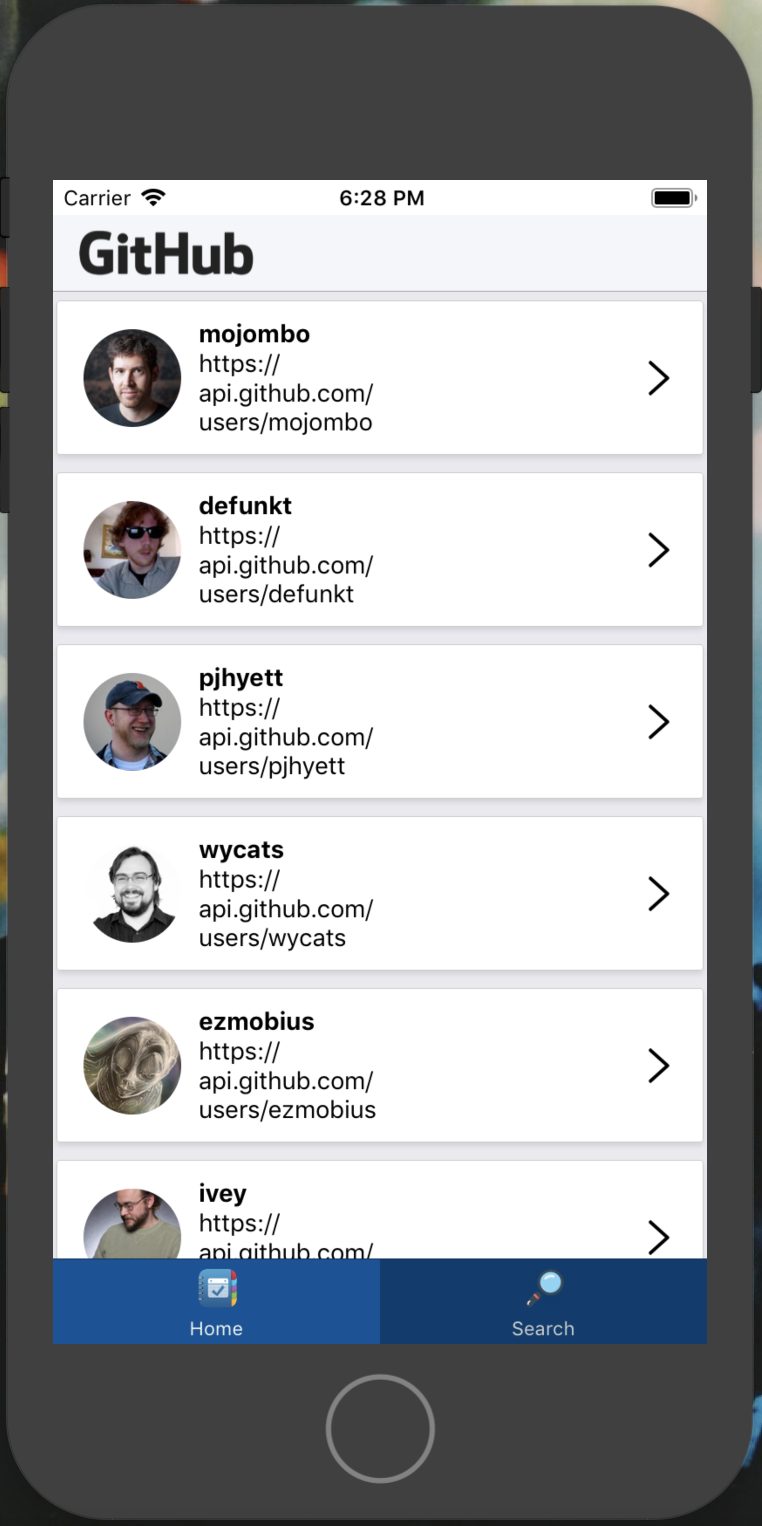 Carrier 6:28 PM
GitHub
mojombo
https://
api.github.com/
users/mojombo
defunkt
https://
api.github.com/
users/defunkt
pjhyett
https://
api.github.com/
users/pjhyett
wycats
https://
api.github.com/
users/wycats
ezmobius
https://
api.github.com/
users/ezmobius
ivey
https://
api.github.com/
Home Search